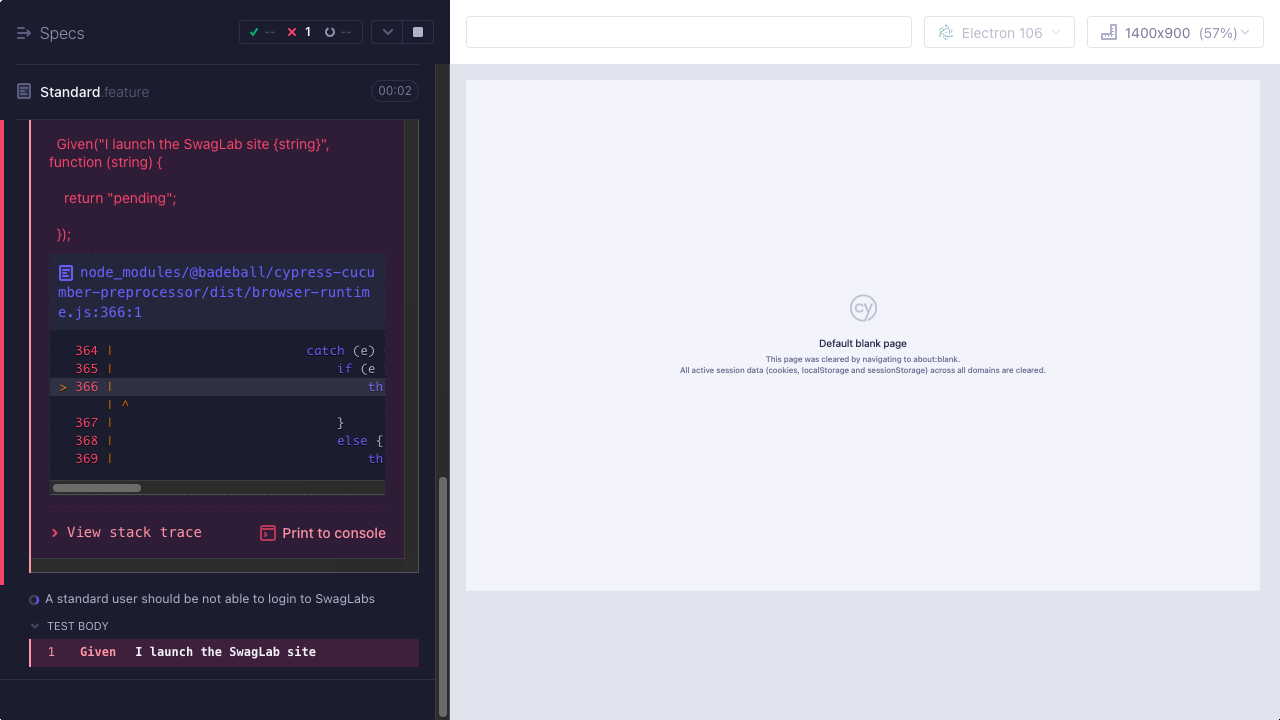 Specs
-- 1 --
Electron 106
1400x900 (57%)
Standard.feature
00:02
Given("I launch the SwagLab site {string}",
function (string) {
return "pending";
});
node_modules/@badeball/cypress-cucu
mber-preprocessor/dist/browser-runtim
e.js:366:1
364 | catch (e)
365 | if (e
> 366 | th
| ^
367 | }
368 | else {
369 | th
View stack trace
Print to console
A standard user should be not able to login to SwagLabs
TEST BODY
1 Given I launch the SwagLab site
cy
Default blank page
This page was cleared by navigating to about:blank.
All active session data (cookies, localStorage and sessionStorage) across all domains are cleared.